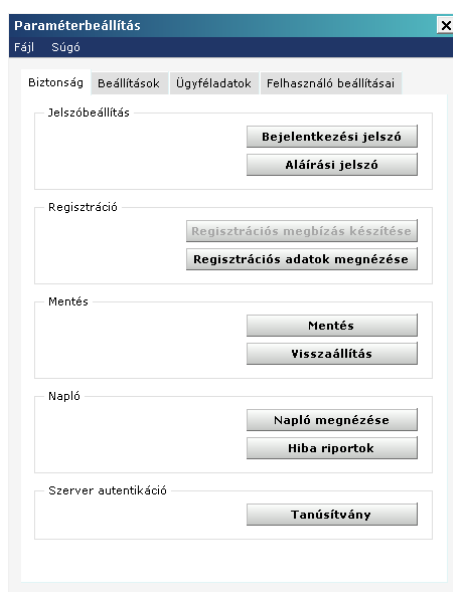 Paraméterbeállítás
Fájl Súgó
Biztonság Beállítások Ügyféladatok Felhasználó beállításai
Jelszóbeállítás
Bejelentkezési jelszó
Aláírási jelszó
Regisztráció
Regisztrációs megbízás készítése
Regisztrációs adatok megnézése
Mentés
Mentés
Visszaállítás
Napló
Napló megnézése
Hiba riportok
Szerver autentikáció
Tanúsítvány